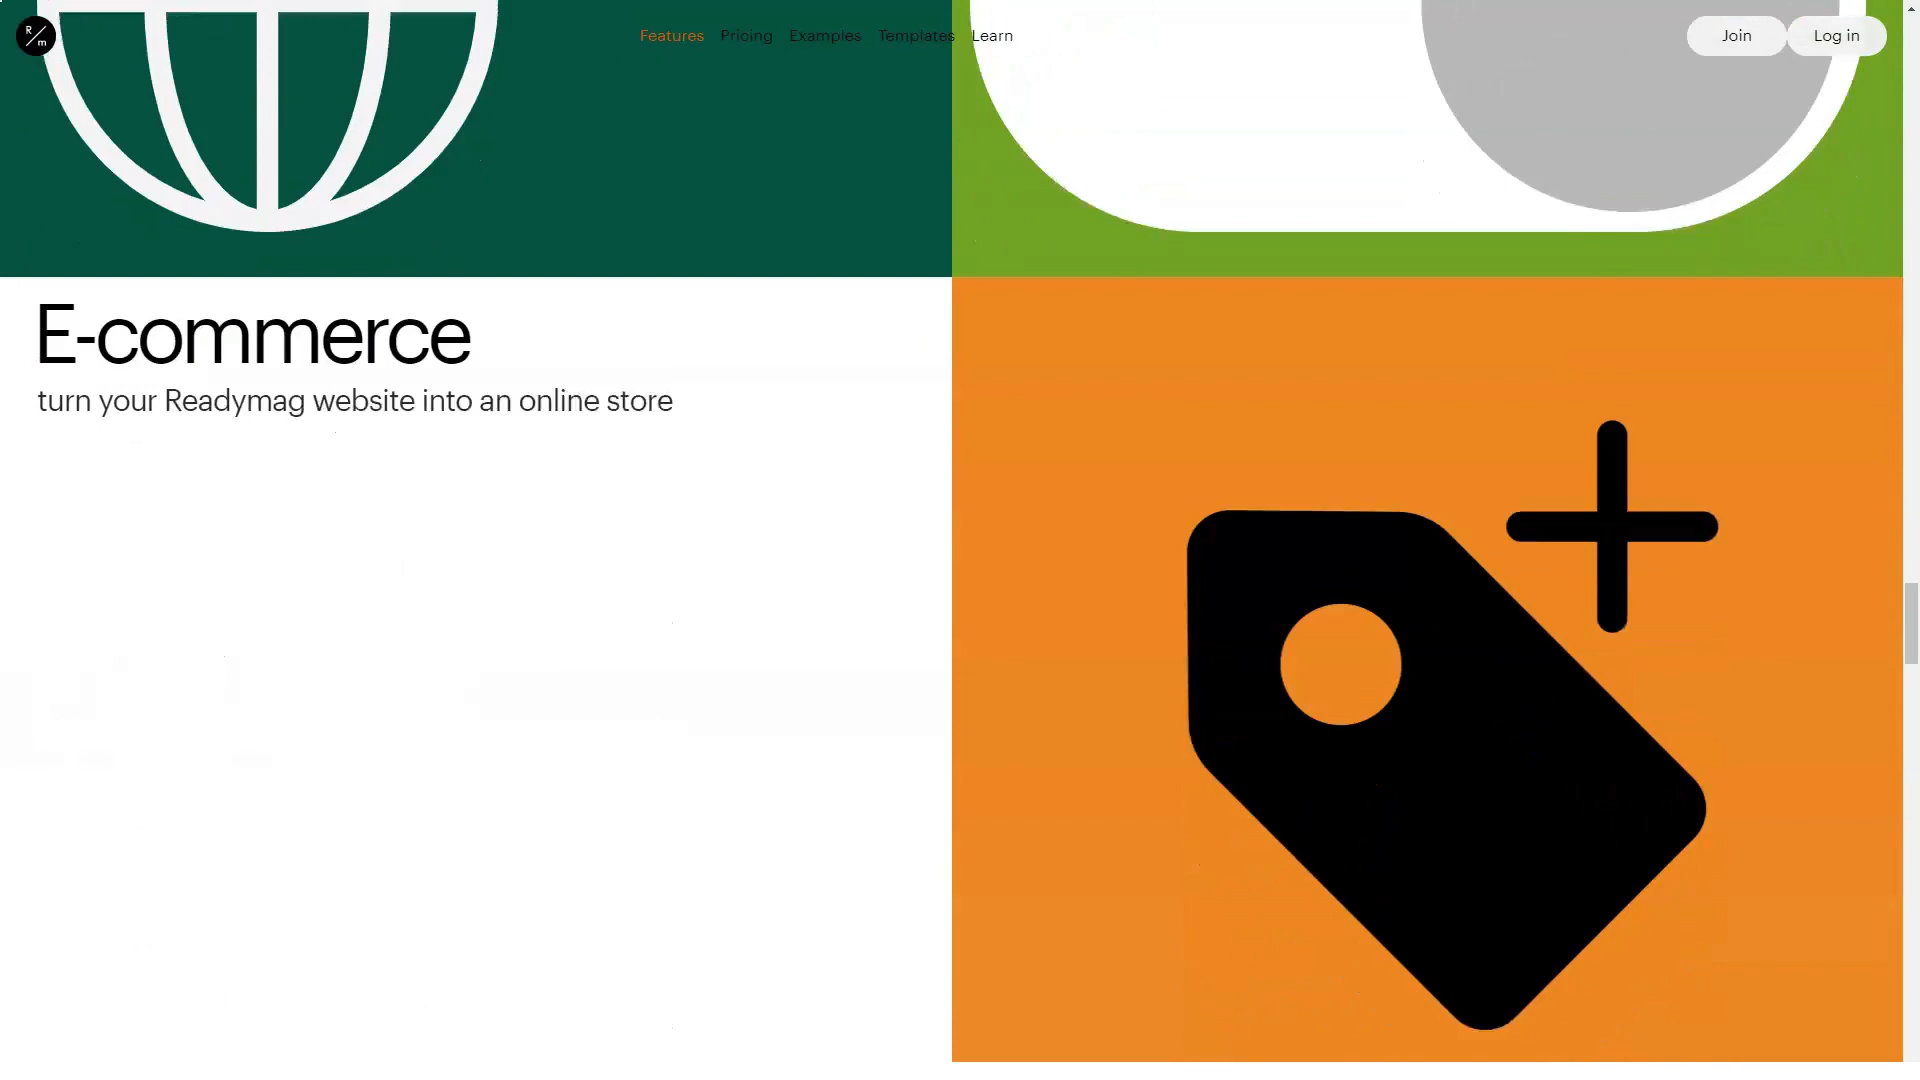 R/m
Features Pricing Examples Templates Learn
Join Log in
E-commerce
turn your Readymag website into an online store